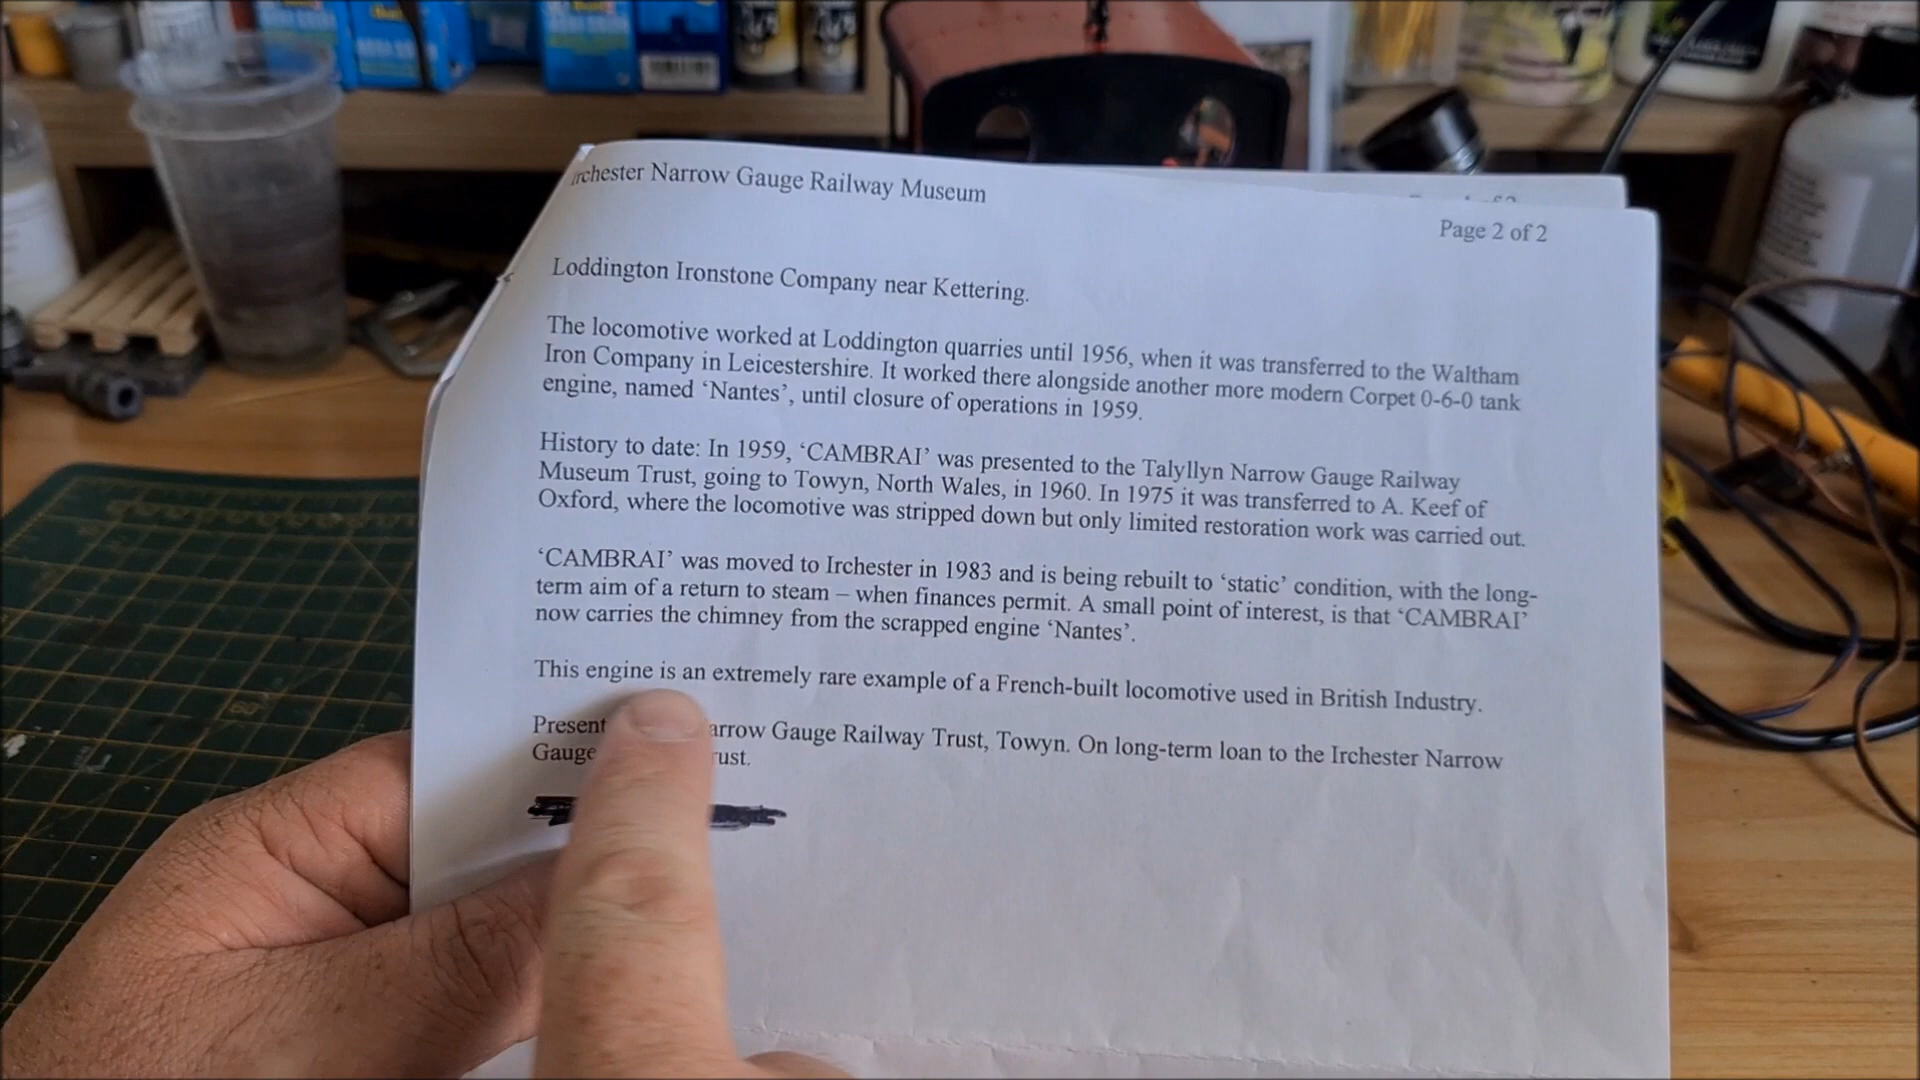 rchester Narrow Gauge Railway Museum
Page 2 of 2
Loddington Ironstone Company near Kettering.
The locomotive worked at Loddington quarries until 1956, when it was transferred to the Waltham
Iron Company in Leicestershire. It worked there alongside another more modern Corpet 0-6-0 tank
engine, named ‘Nantes’, until closure of operations in 1959.
History to date: In 1959, ‘CAMBRAI’ was presented to the Talyllyn Narrow Gauge Railway
Museum Trust, going to Towyn, North Wales, in 1960. In 1975 it was transferred to A. Keef of
Oxford, where the locomotive was stripped down but only limited restoration work was carried out.
‘CAMBRAI’ was moved to Irchester in 1983 and is being rebuilt to ‘static’ condition, with the long-
term aim of a return to steam – when finances permit. A small point of interest, is that ‘CAMBRAI’
now carries the chimney from the scrapped engine ‘Nantes’.
This engine is an extremely rare example of a French-built locomotive used in British Industry.
Present arrow Gauge Railway Trust, Towyn. On long-term loan to the Irchester Narrow
Gauge rust.